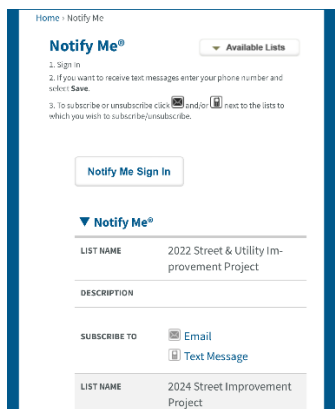 Home › Notify Me
Notify Me®
Available Lists
1. Sign in
2. If you want to receive text messages enter your phone number and
select Save.
3. To subscribe or unsubscribe click and/or next to the lists to
which you wish to subscribe/unsubscribe.
Notify Me Sign In
▼ Notify Me®
LIST NAME
2022 Street & Utility Im-
provement Project
DESCRIPTION
SUBSCRIBE TO
Email
Text Message
LIST NAME
2024 Street Improvement
Project